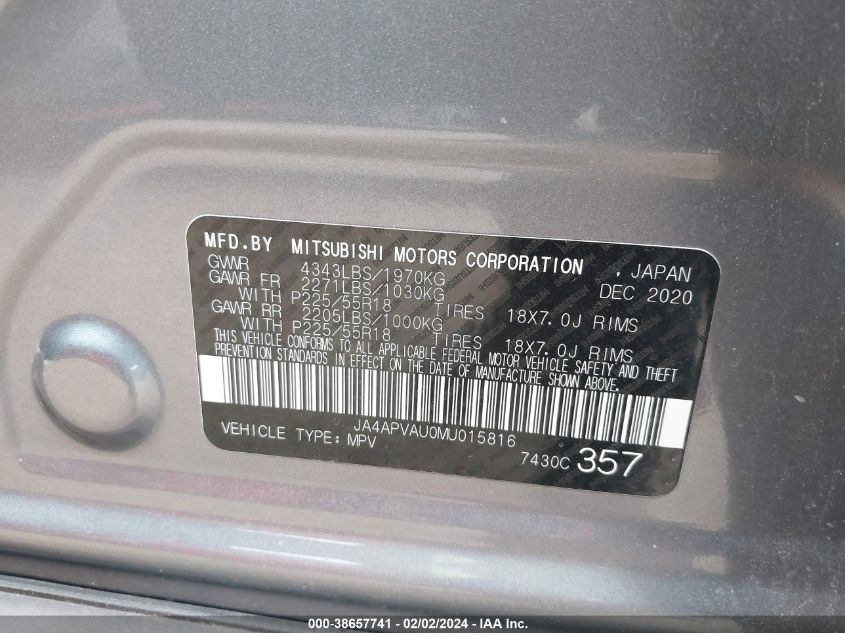 MFD.BY MITSUBISHI MOTORS CORPORATION , JAPAN
GVWR 4343LBS/1970KG DEC 2020
GAWR FR 2271LBS/1030KG
WITH P225/55R18 TIRES 18X7.0J RIMS
GAWR RR 2205LBS/1000KG
WITH P225/55R18 TIRES 18X7.0J RIMS
THIS VEHICLE CONFORMS TO ALL APPLICABLE FEDERAL MOTOR VEHICLE SAFETY AND THEFT
PREVENTION STANDARDS IN EFFECT ON THE DATE OF MANUFACTURE SHOWN ABOVE.
JA4APVAU0MU015816
VEHICLE TYPE: MPV 7430C 357
000-38657741 - 02/02/2024 - © IAA Inc.